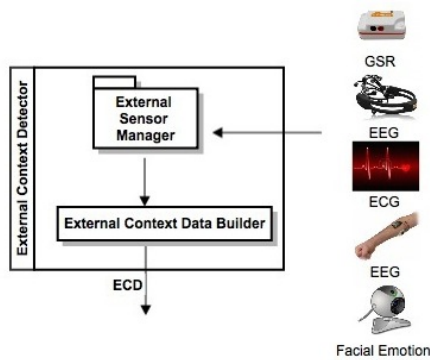 External Context Detector
External
Sensor
Manager
External Context Data Builder
ECD
GSR
EEG
ECG
EEG
Facial Emotion